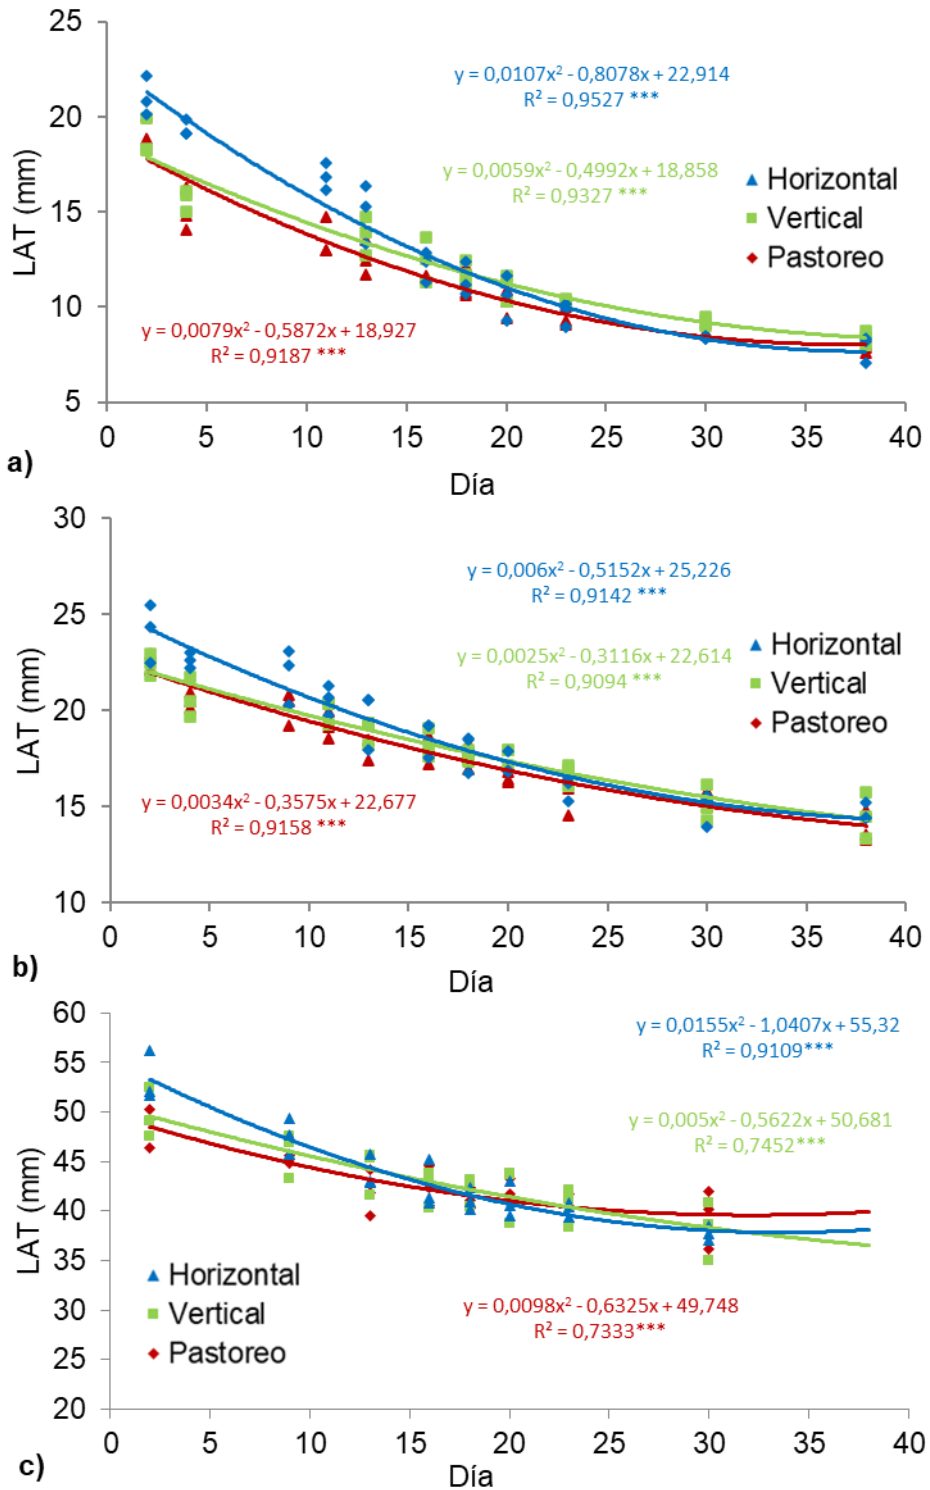 25
20
15
10
5
LAT (mm)
y = 0,0107x² - 0,8078x + 22,914
R² = 0,9527 ***
y = 0,0059x² - 0,4992x + 18,858
R² = 0,9327 ***
Horizontal
Vertical
Pastoreo
y = 0,0079x² - 0,5872x + 18,927
R² = 0,9187 ***
0 5 10 15 20 25 30 35 40
a)
Día
30
25
20
15
10
LAT (mm)
y = 0,006x² - 0,5152x + 25,226
R² = 0,9142 ***
y = 0,0025x² - 0,3116x + 22,614
R² = 0,9094 ***
Horizontal
Vertical
Pastoreo
y = 0,0034x² - 0,3575x + 22,677
R² = 0,9158 ***
0 5 10 15 20 25 30 35 40
b)
Día
60
55
50
45
40
35
30
25
20
LAT (mm)
y = 0,0155x² - 1,0407x + 55,32
R² = 0,9109***
y = 0,005x² - 0,5622x + 50,681
R² = 0,7452***
Horizontal
Vertical
Pastoreo
y = 0,0098x² - 0,6325x + 49,748
R² = 0,7333***
0 5 10 15 20 25 30 35 40
c)
Día